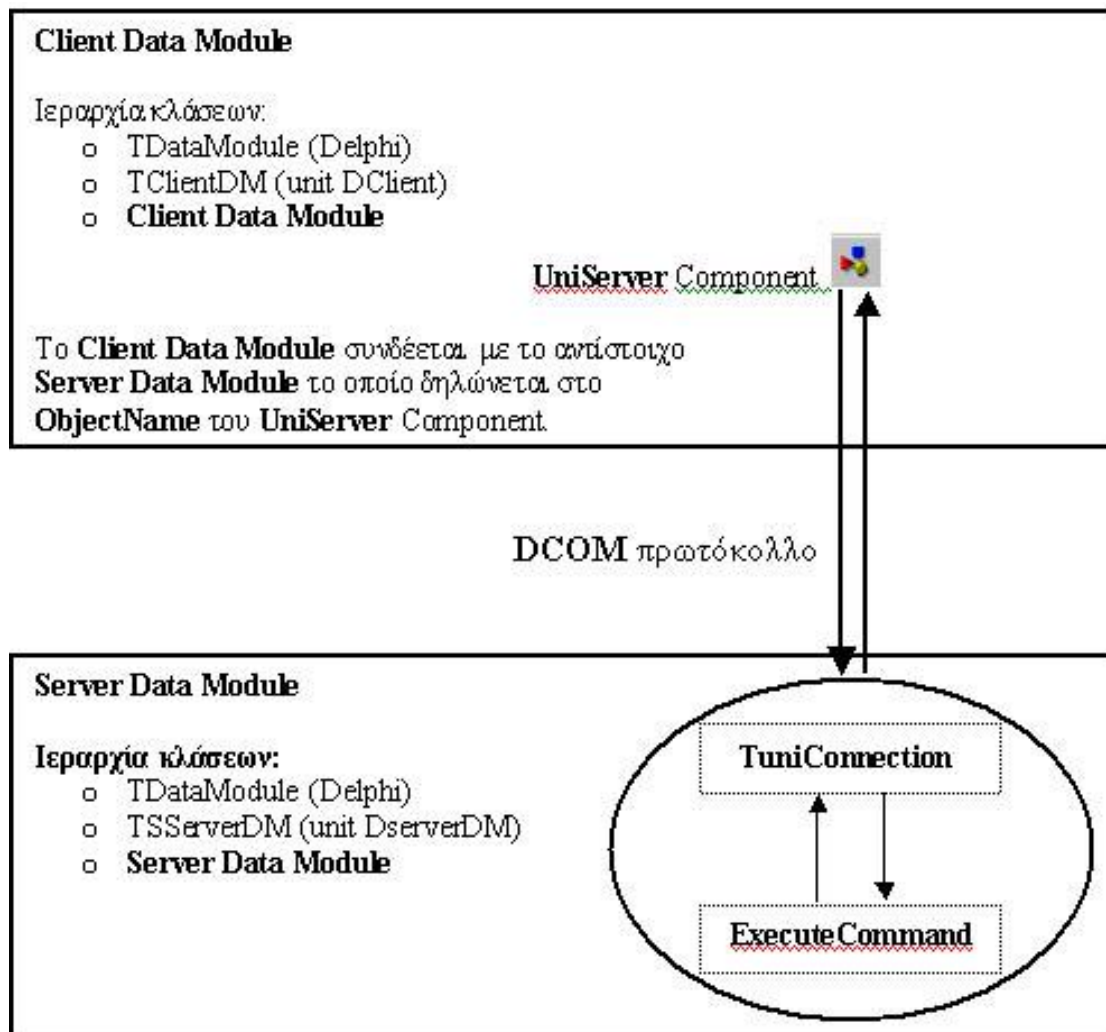 Client Data Module
Ιεραρχία κλάσεων:
o TDataModule (Delphi)
o TClientDM (unit DClient)
o Client Data Module
UniServer Component
Το Client Data Module συνδέεται με το αντίστοιχο
Server Data Module το οποίο δηλώνεται στο
ObjectName του UniServer Component
DCOM πρωτόκολλο
Server Data Module
Ιεραρχία κλάσεων:
o TDataModule (Delphi)
o TSServerDM (unit DserverDM)
o Server Data Module
TuniConnection
ExecuteCommand